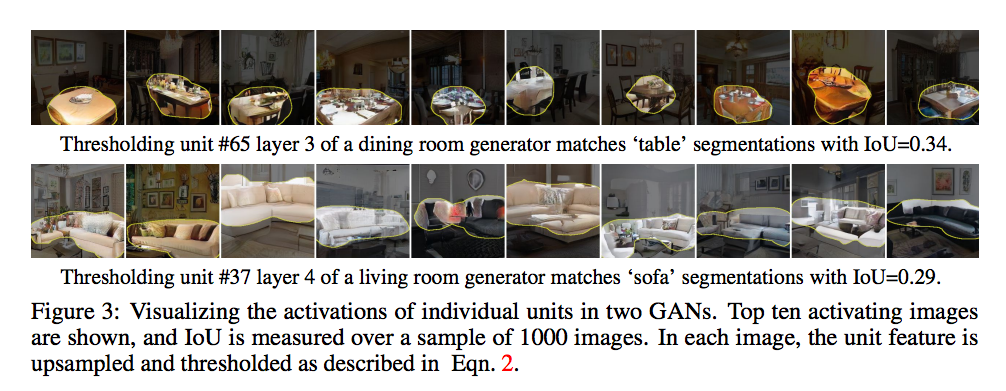 Thresholding unit #65 layer 3 of a dining room generator matches ‘table’ segmentations with IoU=0.34.
Thresholding unit #37 layer 4 of a living room generator matches ‘sofa’ segmentations with IoU=0.29.
Figure 3: Visualizing the activations of individual units in two GANs. Top ten activating images
are shown, and IoU is measured over a sample of 1000 images. In each image, the unit feature is
upsampled and thresholded as described in Eqn. 2.